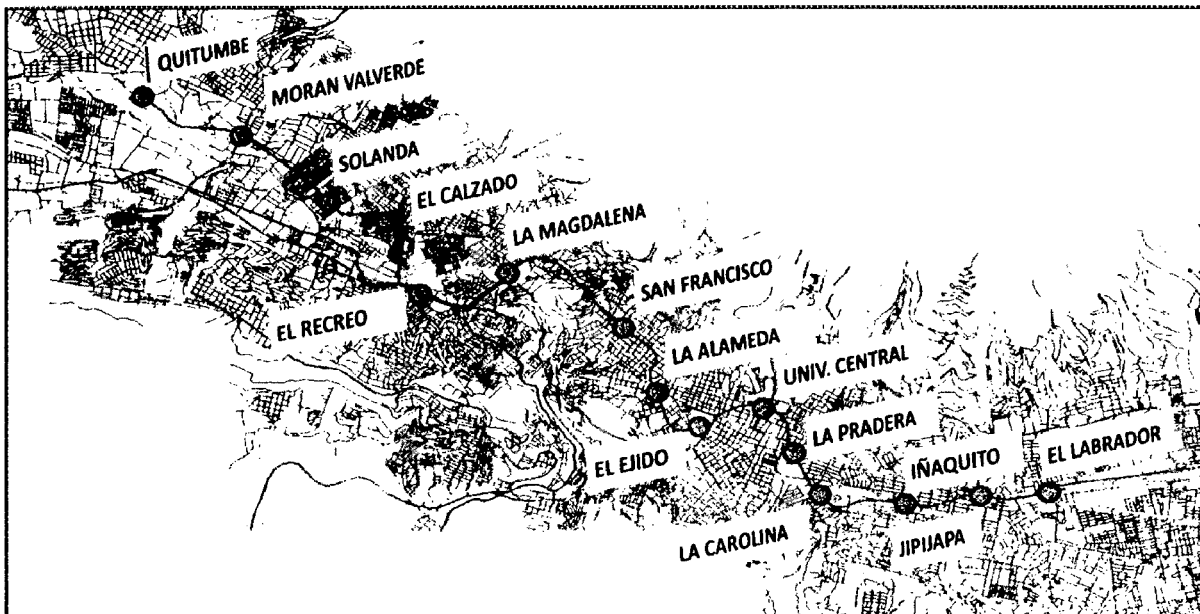 QUITUMBE
MORAN VALVERDE
SOLANDA
EL CALZADO
LA MAGDALENA
EL RECREO
SAN FRANCISCO
LA ALAMEDA
UNIV. CENTRAL
EL EJIDO
LA PRADERA
IÑAQUITO
EL LABRADOR
LA CAROLINA
JIPIJAPA